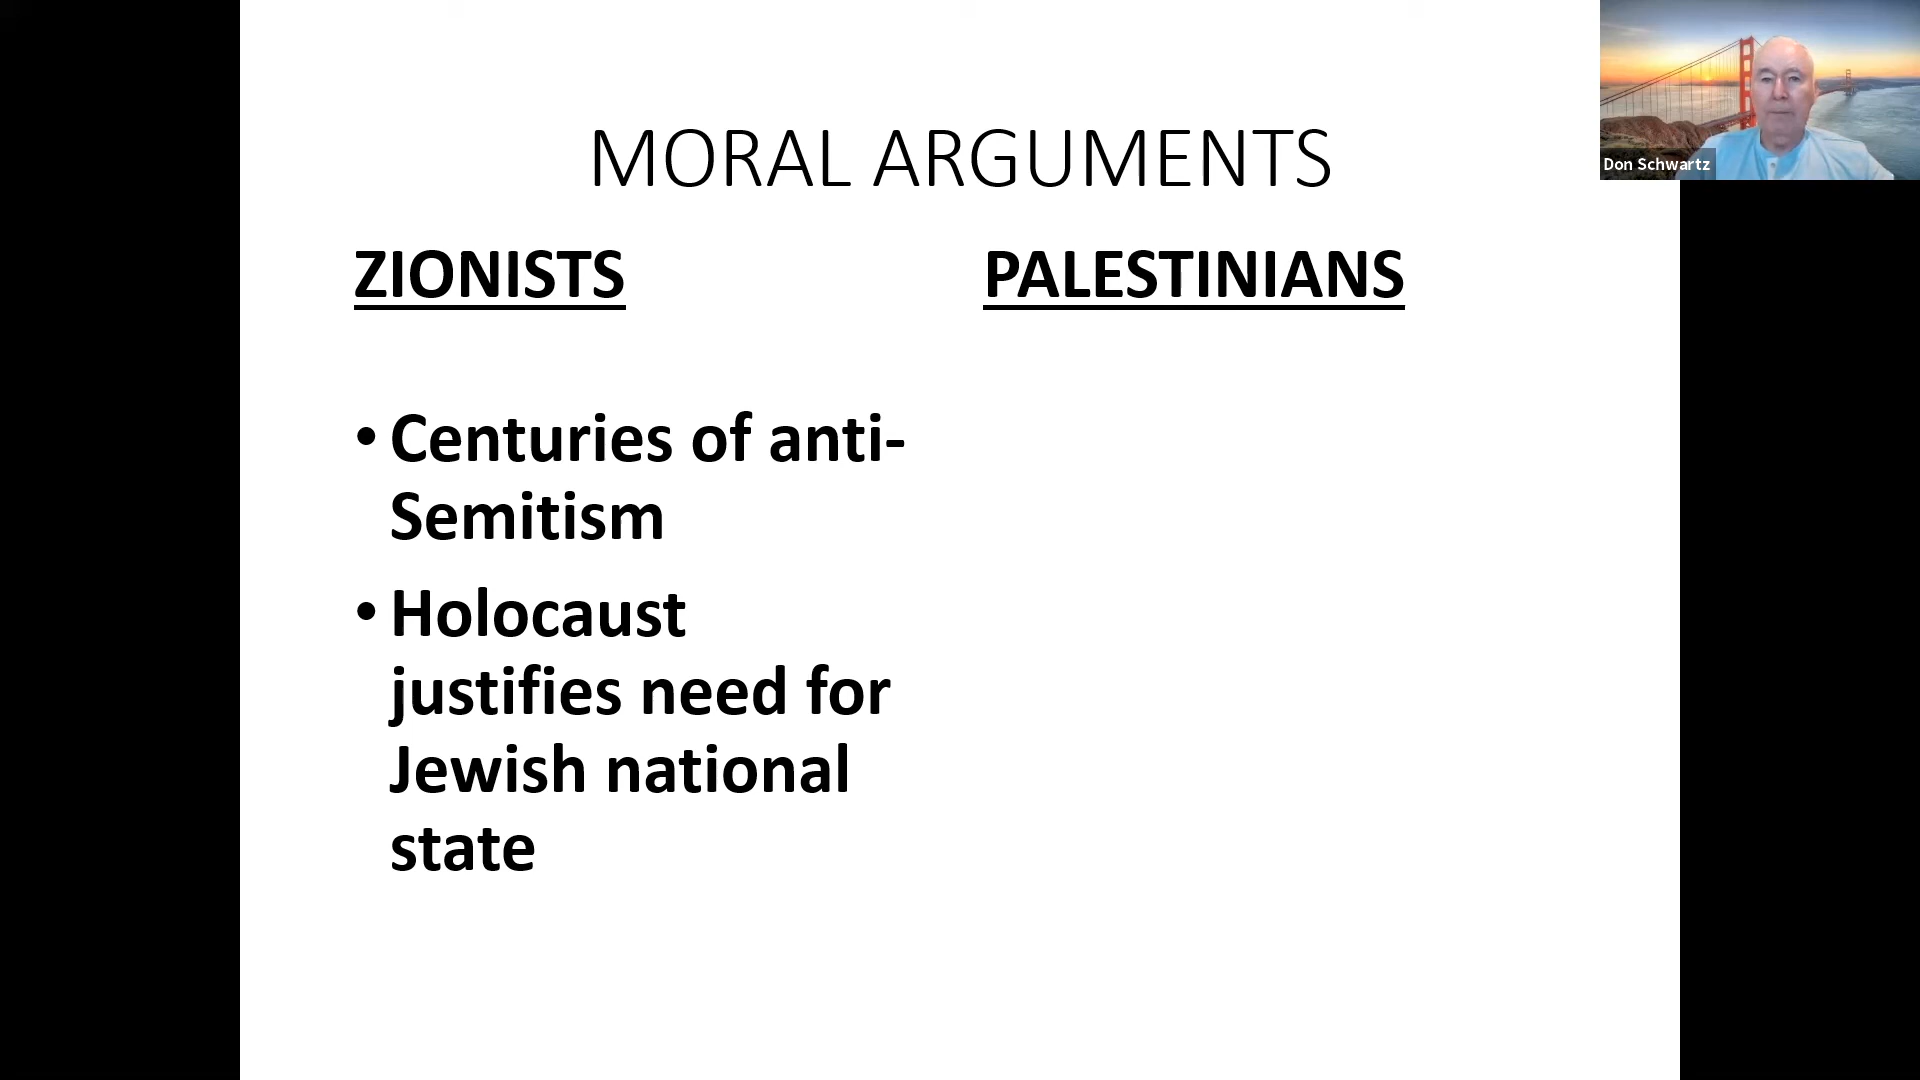 MORAL ARGUMENTS
ZIONISTS
PALESTINIANS
• Centuries of anti-
Semitism
• Holocaust
justifies need for
Jewish national
state
Don Schwartz